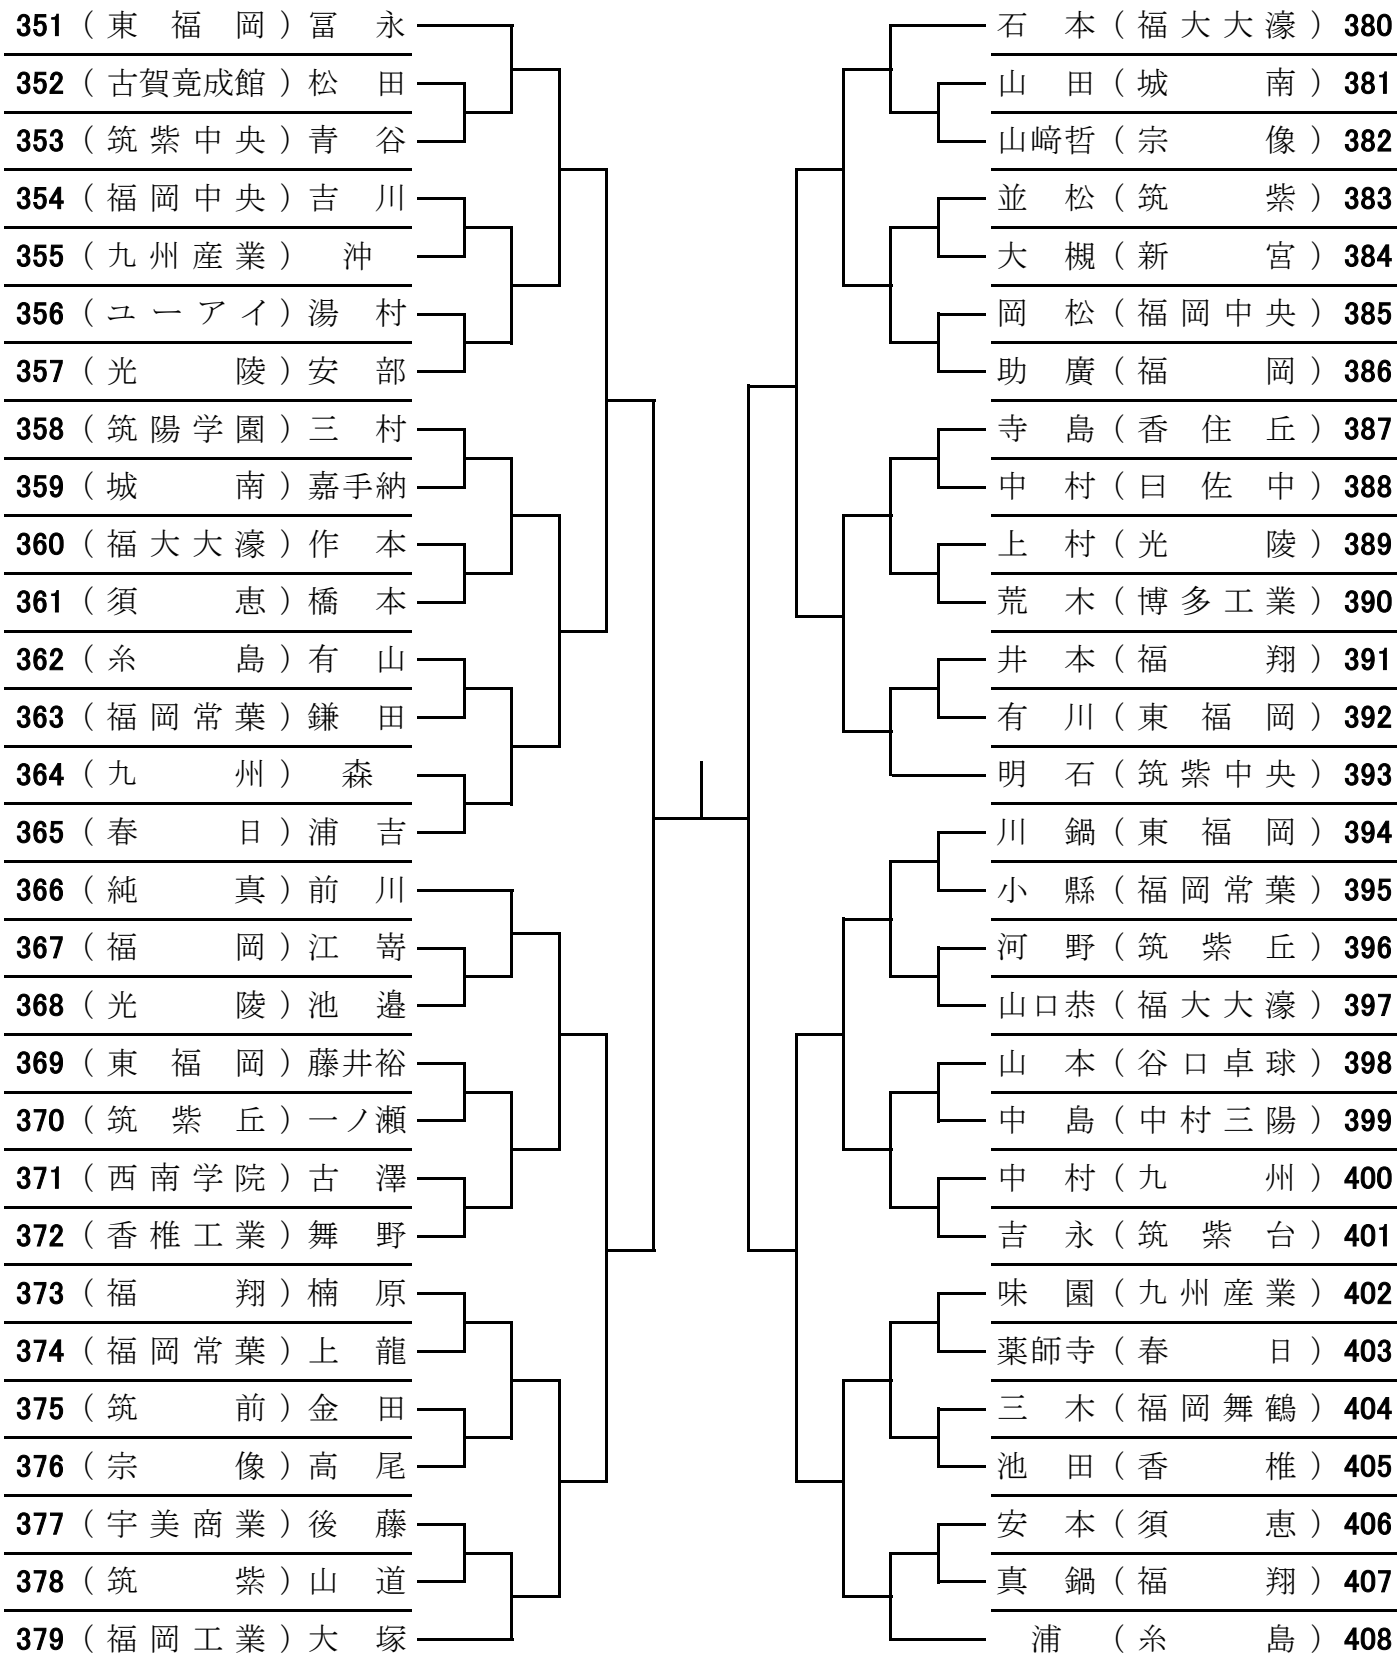 351 ( 東 福 岡 ) 冨 永
352 ( 古賀竟成館 ) 松 田
353 ( 筑 紫 中 央 ) 青 谷
354 ( 福 岡 中 央 ) 吉 川
355 ( 九 州 産 業 ) 沖
356 ( ユ ー ア イ ) 湯 村
357 ( 光 陵 ) 安 部
358 ( 筑 陽 学 園 ) 三 村
359 ( 城 南 ) 嘉手納
360 ( 福 大 大 濠 ) 作 本
361 ( 須 恵 ) 橋 本
362 ( 糸 島 ) 有 山
363 ( 福 岡 常 葉 ) 鎌 田
364 ( 九 州 ) 森
365 ( 春 日 ) 浦 吉
366 ( 純 真 ) 前 川
367 ( 福 岡 ) 江 嵜
368 ( 光 陵 ) 池 邉
369 ( 東 福 岡 ) 藤井裕
370 ( 筑 紫 丘 ) 一ノ瀬
371 ( 西 南 学 院 ) 古 澤
372 ( 香 椎 工 業 ) 舞 野
373 ( 福 翔 ) 楠 原
374 ( 福 岡 常 葉 ) 上 龍
375 ( 筑 前 ) 金 田
376 ( 宗 像 ) 高 尾
377 ( 宇 美 商 業 ) 後 藤
378 ( 筑 紫 ) 山 道
379 ( 福 岡 工 業 ) 大 塚
石 本 ( 福 大 大 濠 ) 380
山 田 ( 城 南 ) 381
山﨑哲 ( 宗 像 ) 382
並 松 ( 筑 紫 ) 383
大 槻 ( 新 宮 ) 384
岡 松 ( 福 岡 中 央 ) 385
助 廣 ( 福 岡 ) 386
寺 島 ( 香 住 丘 ) 387
中 村 ( 曰 佐 中 ) 388
上 村 ( 光 陵 ) 389
荒 木 ( 博 多 工 業 ) 390
井 本 ( 福 翔 ) 391
有 川 ( 東 福 岡 ) 392
明 石 ( 筑 紫 中 央 ) 393
川 鍋 ( 東 福 岡 ) 394
小 縣 ( 福 岡 常 葉 ) 395
河 野 ( 筑 紫 丘 ) 396
山口恭 ( 福 大 大 濠 ) 397
山 本 ( 谷 口 卓 球 ) 398
中 島 ( 中 村 三 陽 ) 399
中 村 ( 九 州 ) 400
吉 永 ( 筑 紫 台 ) 401
味 園 ( 九 州 産 業 ) 402
薬師寺 ( 春 日 ) 403
三 木 ( 福 岡 舞 鶴 ) 404
池 田 ( 香 椎 ) 405
安 本 ( 須 恵 ) 406
真 鍋 ( 福 翔 ) 407
浦 ( 糸 島 ) 408